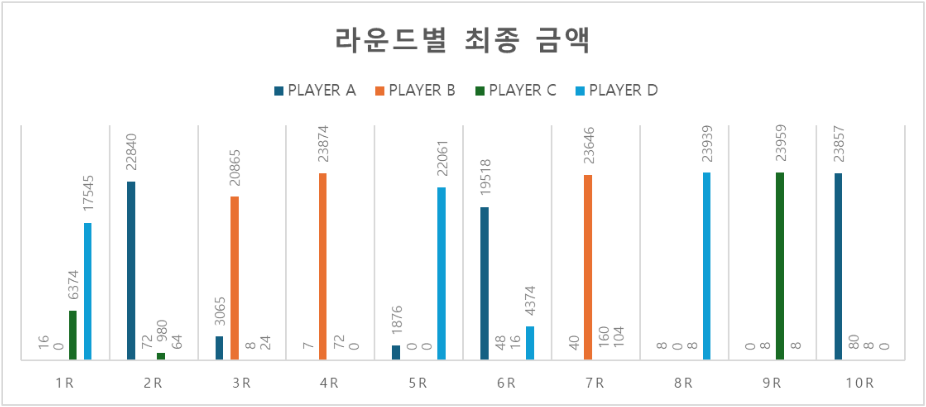 라운드별 최종 금액
PLAYER A PLAYER B PLAYER C PLAYER D
16 0 6374 17545
22840 72 980 64
3065 20865 8 24
7 23874 72 0
1876 0 0 22061
19518 48 16 4374
40 23646 160 104
8 0 8 23939
0 8 23959 8
23857 80 8 0
1R 2R 3R 4R 5R 6R 7R 8R 9R 10R